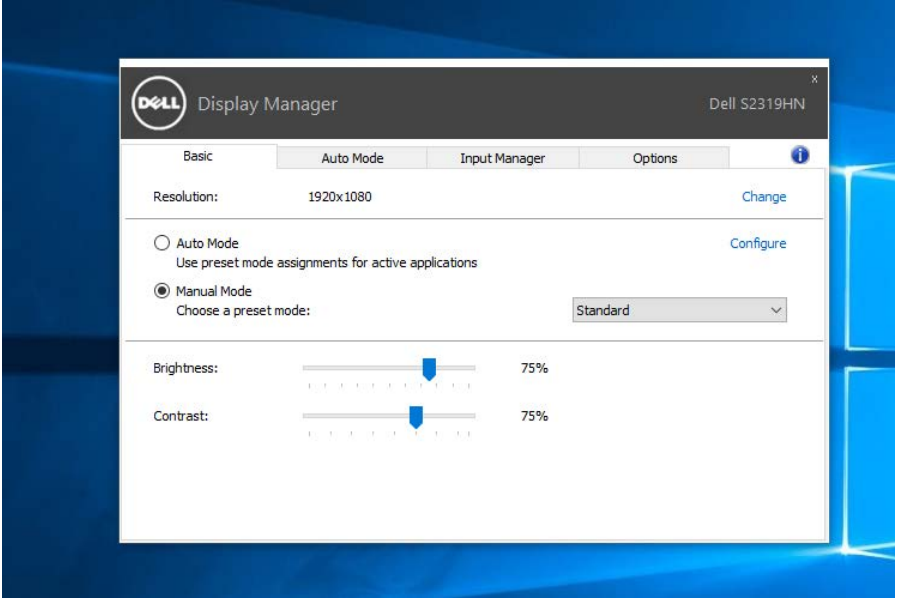 DELL Display Manager
x
Dell S2319HN
Basic Auto Mode Input Manager Options i
Resolution: 1920x1080 Change
Auto Mode Configure
Use preset mode assignments for active applications
Manual Mode
Choose a preset mode: Standard
Brightness: 75%
Contrast: 75%